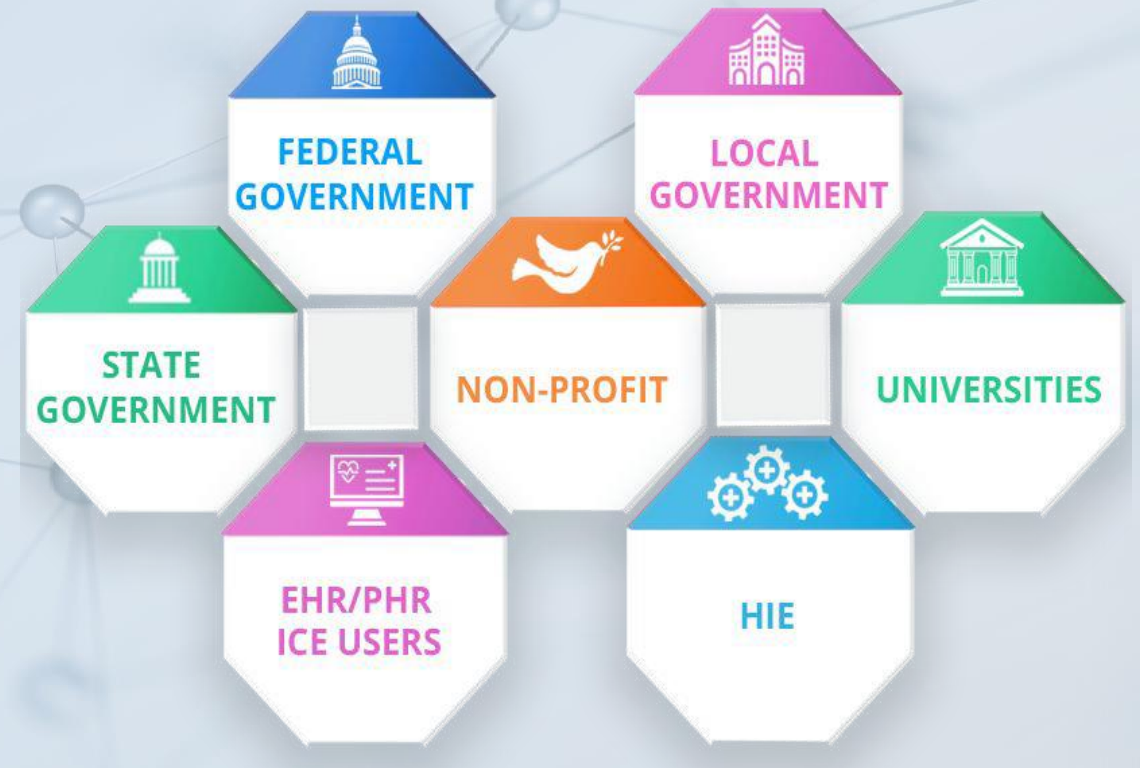 FEDERAL
GOVERNMENT
LOCAL
GOVERNMENT
STATE
GOVERNMENT
NON-PROFIT
UNIVERSITIES
EHR/PHR
ICE USERS
HIE